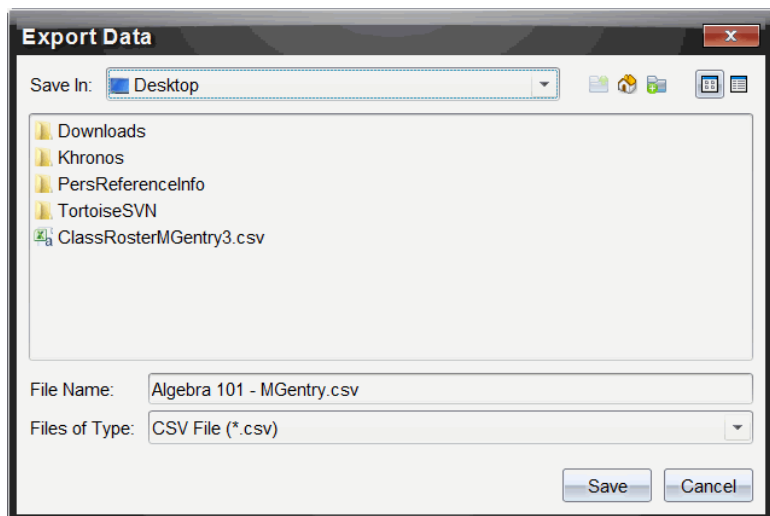 Export Data
x
Save In: Desktop
Downloads
Khronos
PersReferenceInfo
TortoiseSVN
ClassRosterMGentry3.csv
File Name: Algebra 101 - MGentry.csv
Files of Type: CSV File (*.csv)
Save Cancel